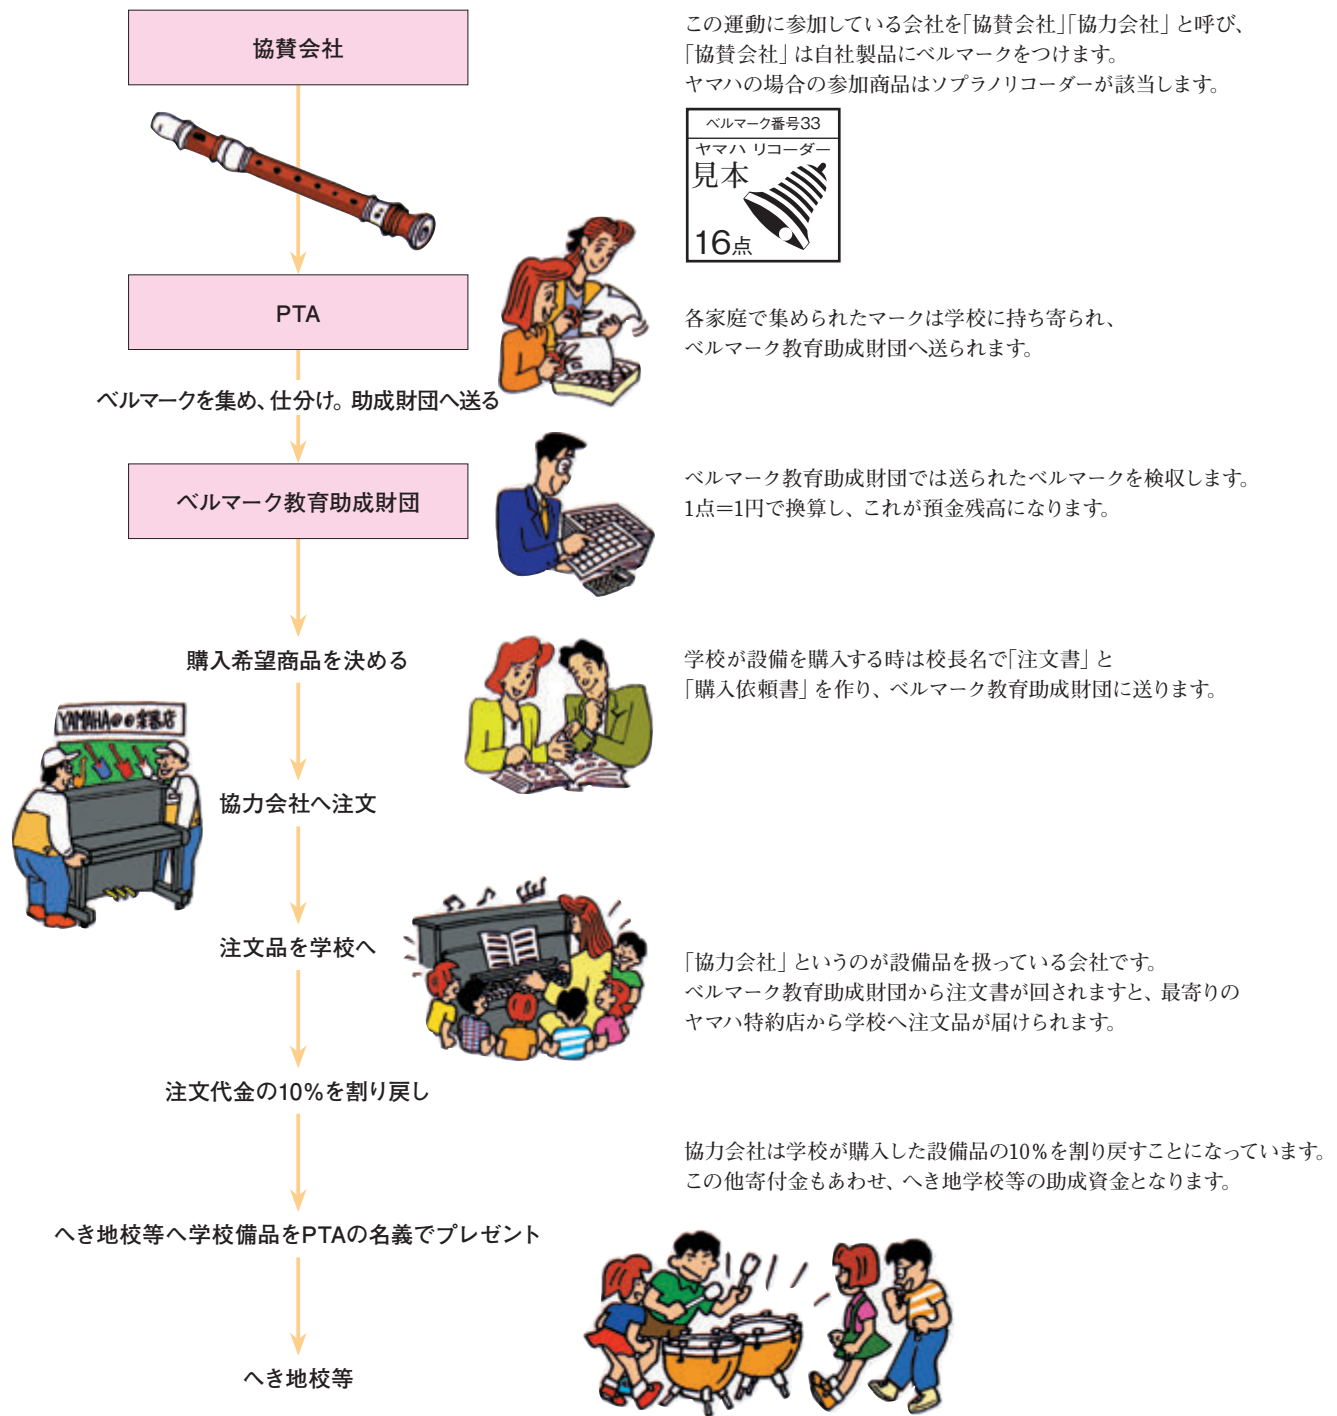 協賛会社
この運動に参加している会社を「協賛会社」「協力会社」と呼び、
「協賛会社」は自社製品にベルマークをつけます。
ヤマハの場合の参加商品はソプラノリコーダーが該当します。
ベルマーク番号33
ヤマハ リコーダー
見本
16点
PTA
各家庭で集められたマークは学校に持ち寄られ、
ベルマーク教育助成財団へ送られます。
ベルマークを集め、仕分け。助成財団へ送る
ベルマーク教育助成財団
ベルマーク教育助成財団では送られたベルマークを検収します。
1点=1円で換算し、これが預金残高になります。
購入希望商品を決める
学校が設備を購入する時は校長名で「注文書」と
「購入依頼書」を作り、ベルマーク教育助成財団に送ります。
YAMAHA●●楽器店
協力会社へ注文
注文品を学校へ
「協力会社」というのが設備品を扱っている会社です。
ベルマーク教育助成財団から注文書が回されますと、最寄りの
ヤマハ特約店から学校へ注文品が届けられます。
注文代金の10%を割り戻し
協力会社は学校が購入した設備品の10%を割り戻すことになっています。
この他寄付金もあわせ、へき地学校等の助成資金となります。
へき地校等へ学校備品をPTAの名義でプレゼント
へき地校等